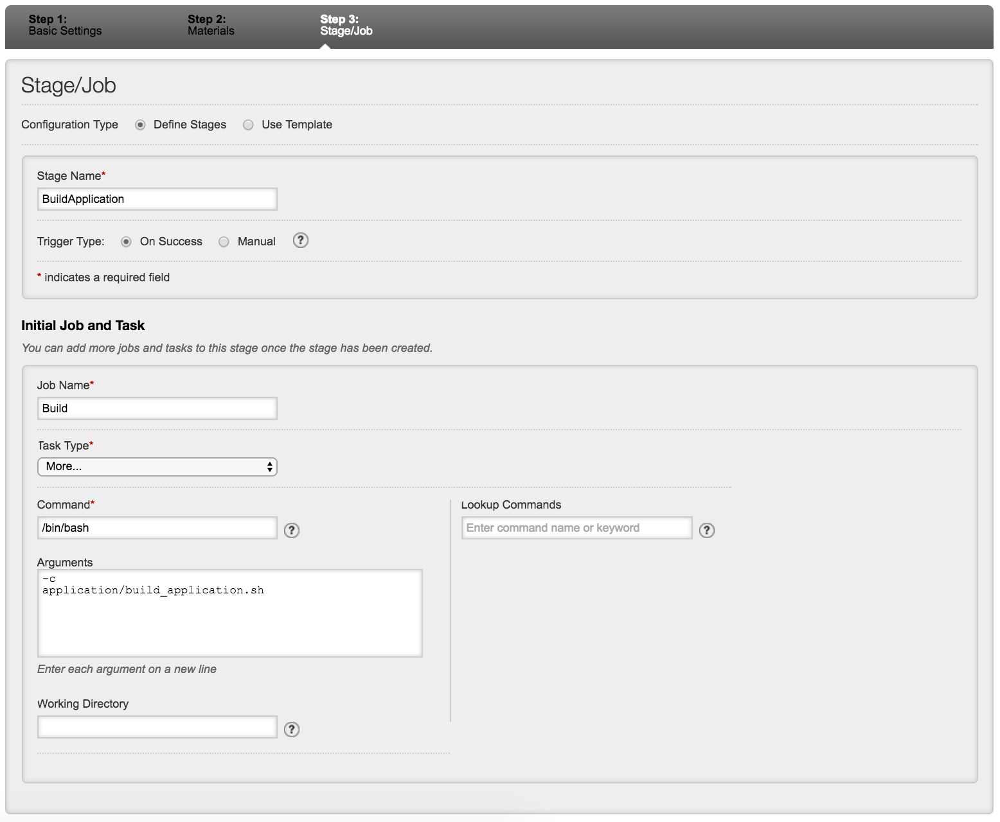 Step 1:
Basic Settings
Step 2:
Materials
Step 3:
Stage/Job
Stage/Job
Configuration Type Define Stages Use Template
Stage Name*
BuildApplication
Trigger Type: On Success Manual ?
* indicates a required field
Initial Job and Task
You can add more jobs and tasks to this stage once the stage has been created.
Job Name*
Build
Task Type*
More...
Command*
/bin/bash ?
Lookup Commands
Enter command name or keyword ?
Arguments
-c
application/build_application.sh
Enter each argument on a new line
Working Directory
?